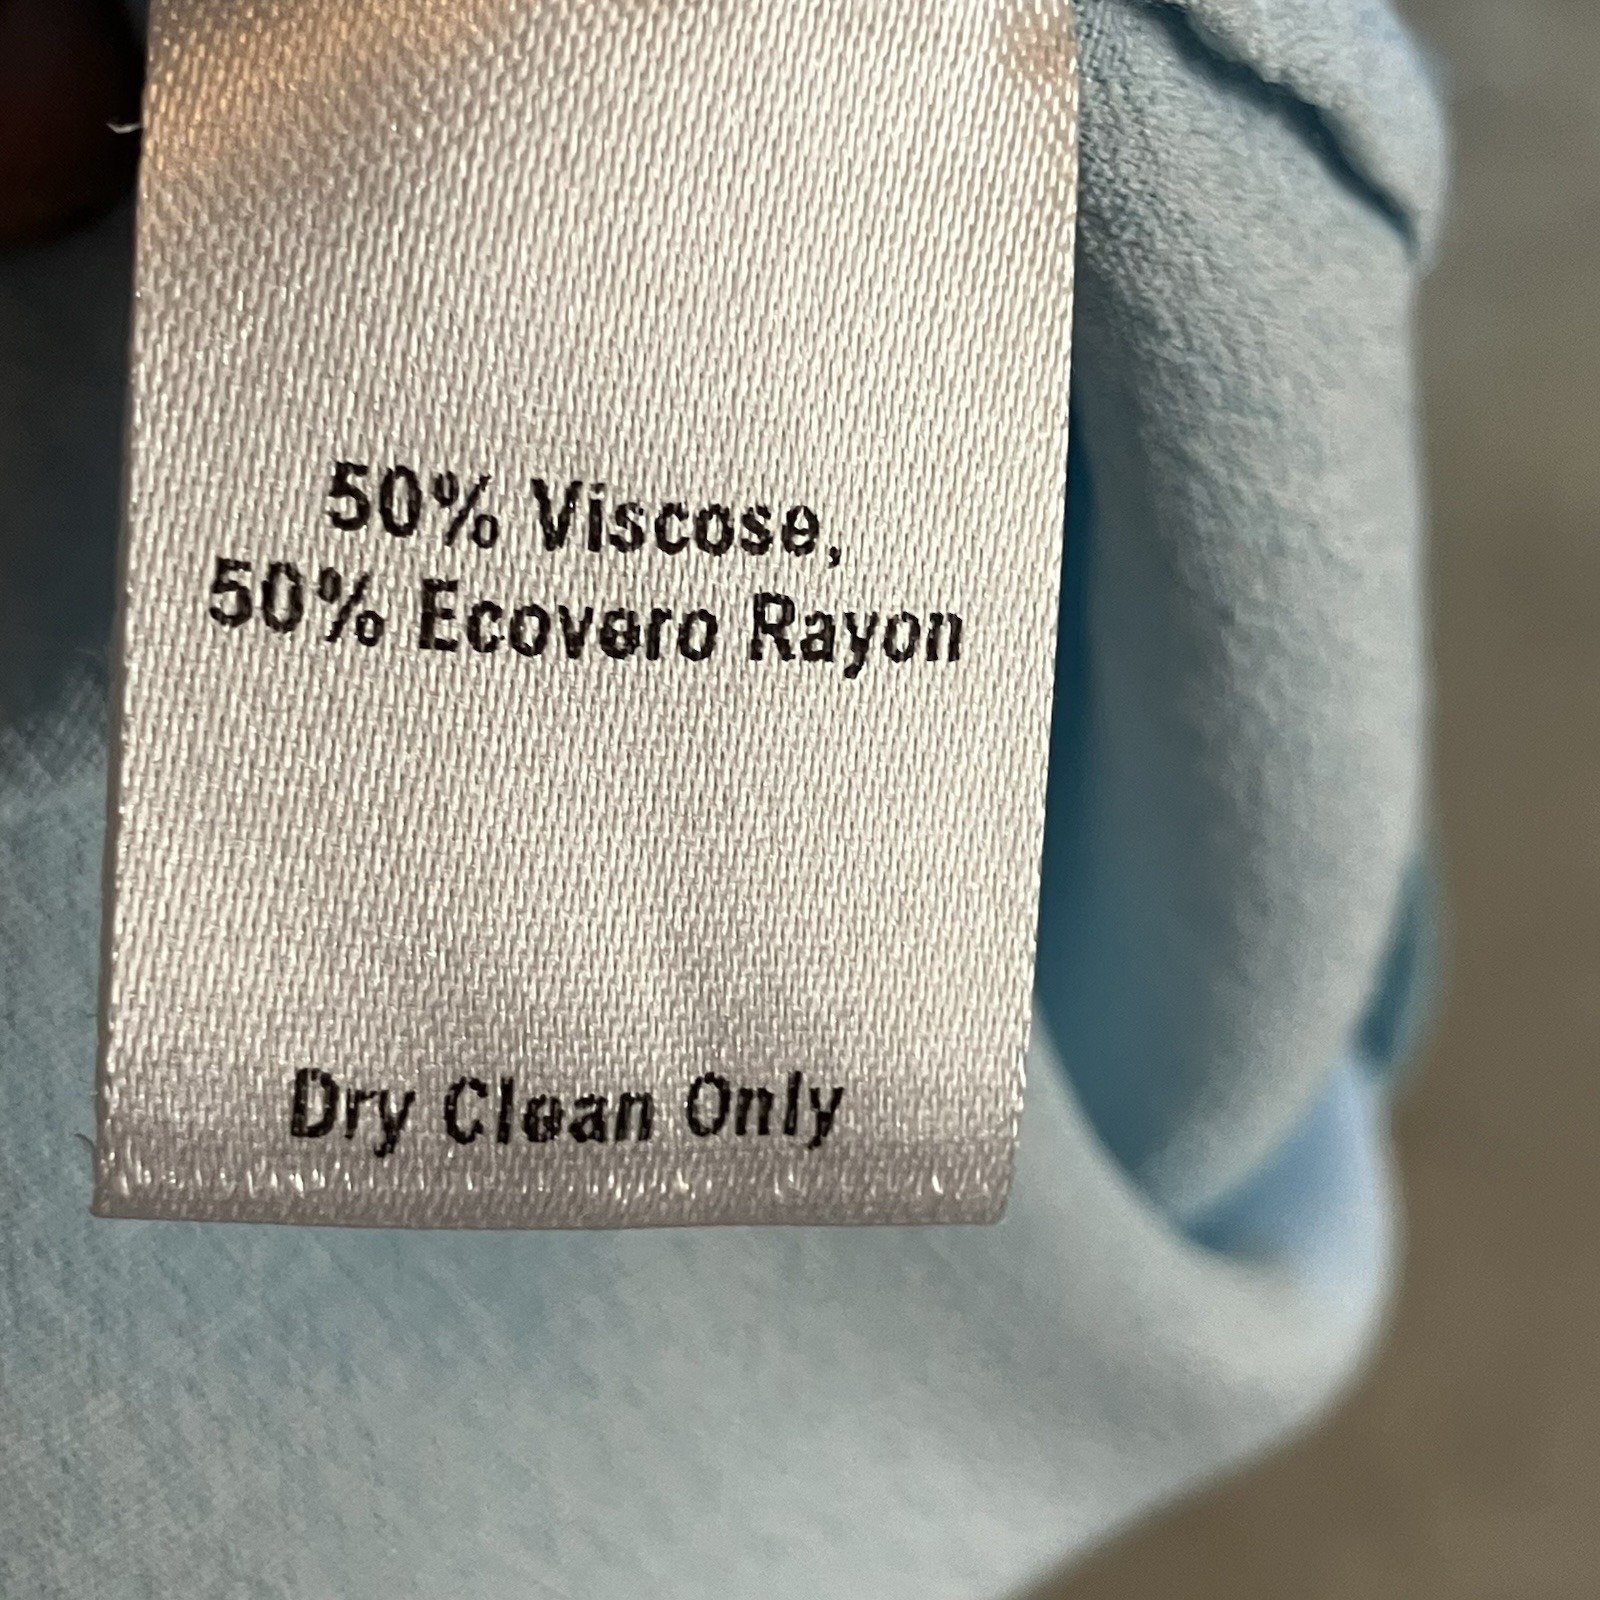 50% Viscose,
50% Ecovero Rayon
Dry Clean Only